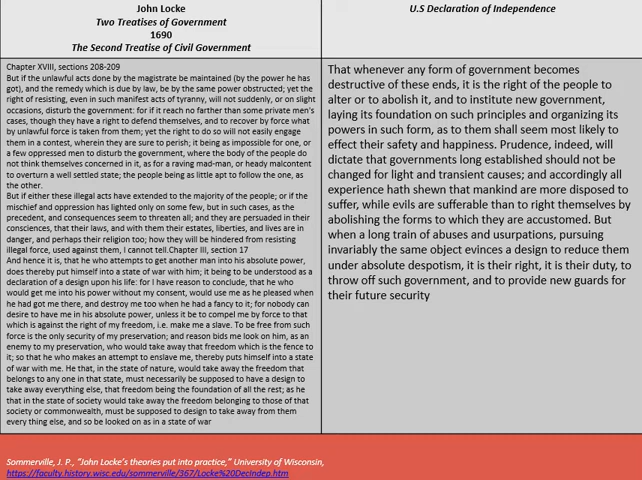 John Locke
Two Treatises of Government
1690
The Second Treatise of Civil Government
Chapter XVIII, sections 208-209
But if the unlawful acts done by the magistrate be maintained (by the power he has
got), and the remedy which is due by law, be by the same power obstructed; yet the
right of resisting, even in such manifest acts of tyranny, will not suddenly, or on slight
occasions, disturb the government: for if it reach no farther than some private men's
cases, though they have a right to defend themselves, and to recover by force what
by unlawful force is taken from them; yet the right to do so will not easily engage
them in a contest, wherein they are sure to perish; it being as impossible for one, or
a few oppressed men to disturb the government, where the body of the people do
not think themselves concerned in it, as for a raving mad-man, or heady malcontent
to overturn a well settled state; the people being as little apt to follow the one, as
the other.
But if either these illegal acts have extended to the majority of the people; or if the
mischief and oppression has lighted only on some few, but in such cases, as the
precedent, and consequences seem to threaten all; and they are persuaded in their
consciences, that their laws, and with them their estates, liberties, and lives are in
danger, and perhaps their religion too; how they will be hindered from resisting
illegal force, used against them, I cannot tell.Chapter III, section 17
And hence it is, that he who attempts to get another man into his absolute power,
does thereby put himself into a state of war with him; it being to be understood as a
declaration of a design upon his life: for I have reason to conclude, that he who
would get me into his power without my consent, would use me as he pleased when
he had got me there, and destroy me too when he had a fancy to it; for nobody can
desire to have me in his absolute power, unless it be to compel me by force to that
which is against the right of my freedom, i.e. make me a slave. To be free from such
force is the only security of my preservation; and reason bids me look on him, as an
enemy to my preservation, who would take away that freedom which is the fence to
it; so that he who makes an attempt to enslave me, thereby puts himself into a state
of war with me. He that, in the state of nature, would take away the freedom that
belongs to any one in that state, must necessarily be supposed to have a design to
take away everything else, that freedom being the foundation of all the rest; as he
that in the state of society would take away the freedom belonging to those of that
society or commonwealth, must be supposed to design to take away from them
every thing else, and so be looked on as in a state of war
U.S Declaration of Independence
That whenever any form of government becomes
destructive of these ends, it is the right of the people to
alter or to abolish it, and to institute new government,
laying its foundation on such principles and organizing its
powers in such form, as to them shall seem most likely to
effect their safety and happiness. Prudence, indeed, will
dictate that governments long established should not be
changed for light and transient causes; and accordingly all
experience hath shewn that mankind are more disposed to
suffer, while evils are sufferable than to right themselves by
abolishing the forms to which they are accustomed. But
when a long train of abuses and usurpations, pursuing
invariably the same object evinces a design to reduce them
under absolute despotism, it is their right, it is their duty, to
throw off such government, and to provide new guards for
their future security
Sommerville, J. P., "John Locke's theories put into practice," University of Wisconsin,
https://faculty.history.wisc.edu/sommerville/367/Locke%20DecIndep.htm